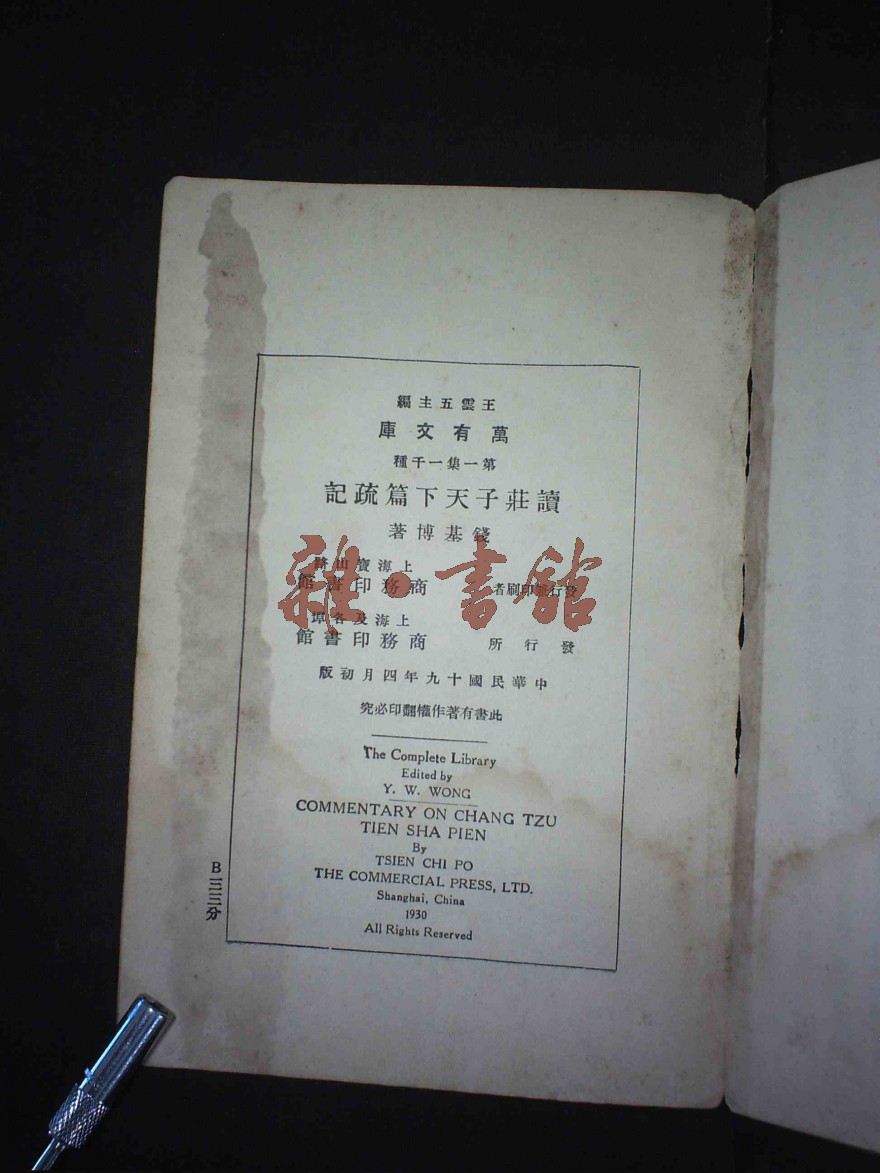 王雲五主編
萬有文庫
第一集一千種
讀莊子天下篇疏記
錢基博著
上海寶山路
發行兼印刷者 商務印書館
上海及各埠
發行所 商務印書館
中華民國十九年四月初版
此書有著作權翻印必究
The Complete Library
Edited by
Y. W. WONG
COMMENTARY ON CHANG TZU
TIEN SHA PIEN
By
TSIEN CHI PO
THE COMMERCIAL PRESS, LTD.
Shanghai, China
1930
All Rights Reserved
B一三三分
雜·書館